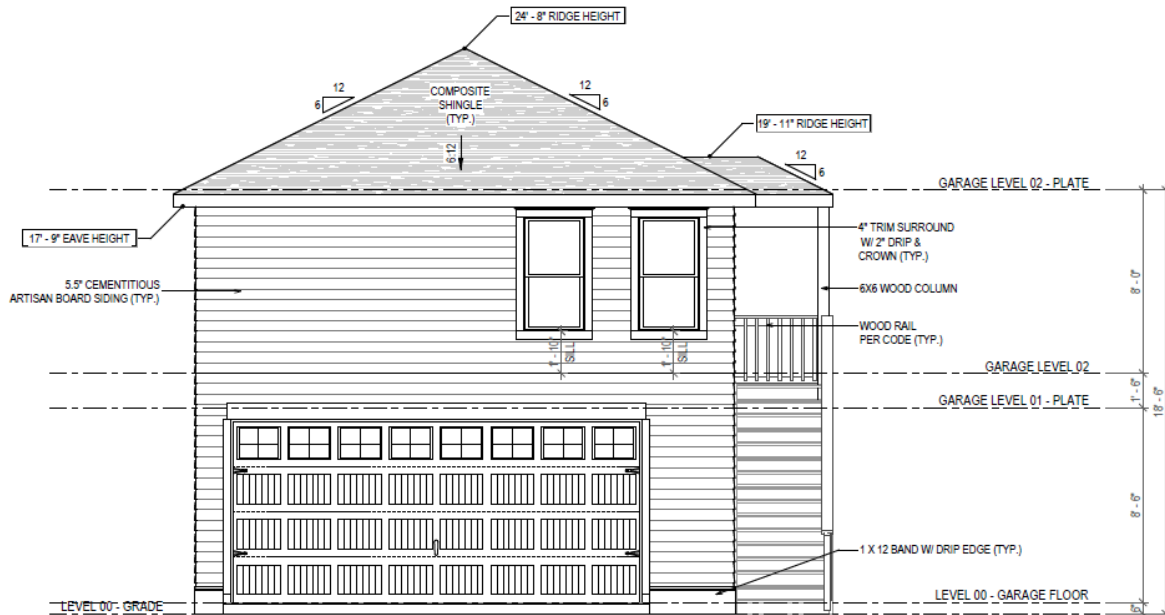 24' - 8" RIDGE HEIGHT
12
6
COMPOSITE
SHINGLE
(TYP.)
12
6
6:12
19' - 11" RIDGE HEIGHT
12
6
GARAGE LEVEL 02 - PLATE
17' - 9" EAVE HEIGHT
4" TRIM SURROUND
W/ 2" DRIP &
CROWN (TYP.)
5.5" CEMENTITIOUS
ARTISAN BOARD SIDING (TYP.)
6X6 WOOD COLUMN
8' - 0"
WOOD RAIL
PER CODE (TYP.)
1' - 10"
SILL
1' - 10"
SILL
GARAGE LEVEL 02
1' - 6"
GARAGE LEVEL 01 - PLATE
18' - 6"
8' - 6"
1 X 12 BAND W/ DRIP EDGE (TYP.)
LEVEL 00 - GRADE
LEVEL 00 - GARAGE FLOOR